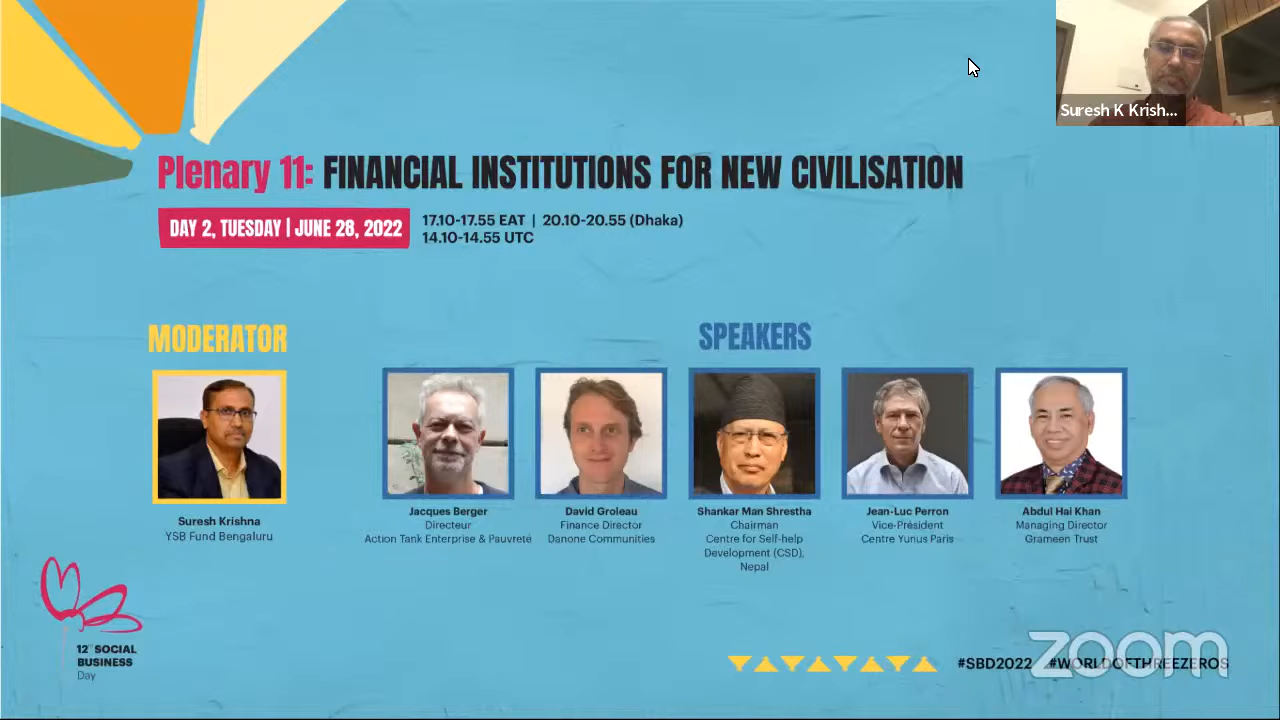 Suresh K Krish...
Plenary 11: FINANCIAL INSTITUTIONS FOR NEW CIVILISATION
DAY 2, TUESDAY | JUNE 28, 2022
17.10-17.55 EAT | 20.10-20.55 (Dhaka)
14.10-14.55 UTC
MODERATOR
SPEAKERS
Suresh Krishna
YSB Fund Bengaluru
Jacques Berger
Directeur
Action Tank Enterprise & Pauvreté
David Groleau
Finance Director
Danone Communities
Shankar Man Shrestha
Chairman
Centre for Self-help
Development (CSD),
Nepal
Jean-Luc Perron
Vice-Président
Centre Yunus Paris
Abdul Hai Khan
Managing Director
Grameen Trust
12 SOCIAL
BUSINESS
Day
#SBD2022 #WORLDOFTHREEZEROS
zoom